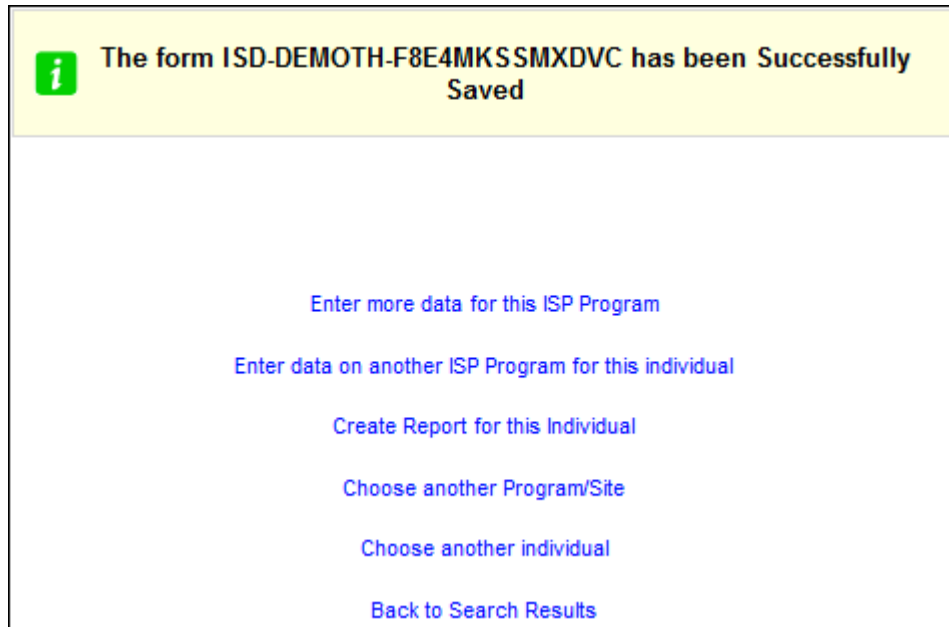 The form ISD-DEMOTH-F8E4MKSSMXDVC has been Successfully
Saved
Enter more data for this ISP Program
Enter data on another ISP Program for this individual
Create Report for this Individual
Choose another Program/Site
Choose another individual
Back to Search Results